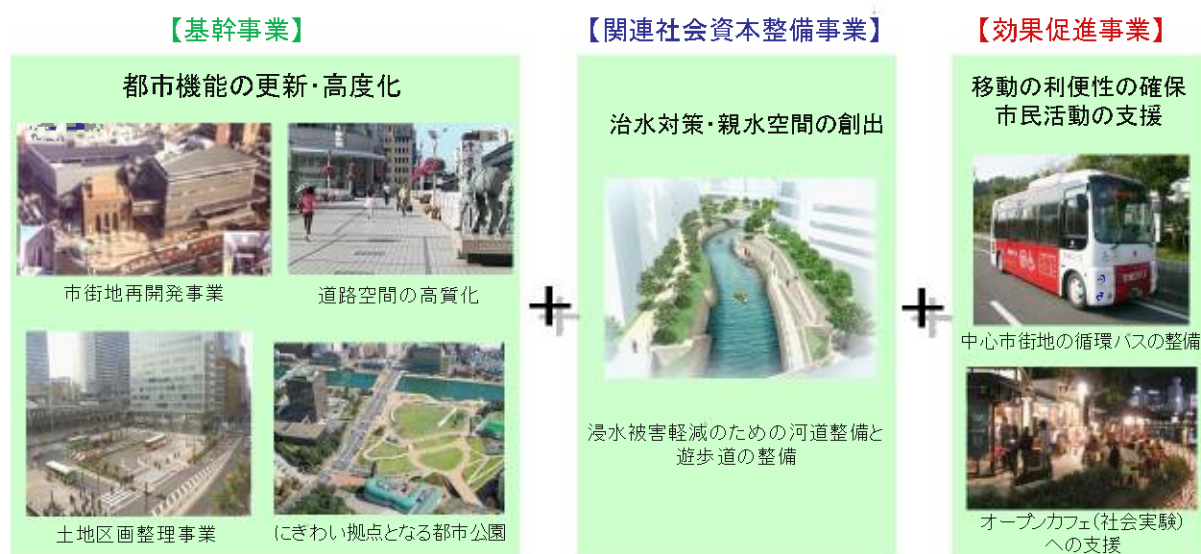 【基幹事業】
都市機能の更新・高度化
市街地再開発事業
道路空間の高質化
土地区画整理事業
にぎわい拠点となる都市公園
+
【関連社会資本整備事業】
治水対策・親水空間の創出
浸水被害軽減のための河道整備と
遊歩道の整備
+
【効果促進事業】
移動の利便性の確保
市民活動の支援
中心市街地の循環バスの整備
オープンカフェ(社会実験)
への支援